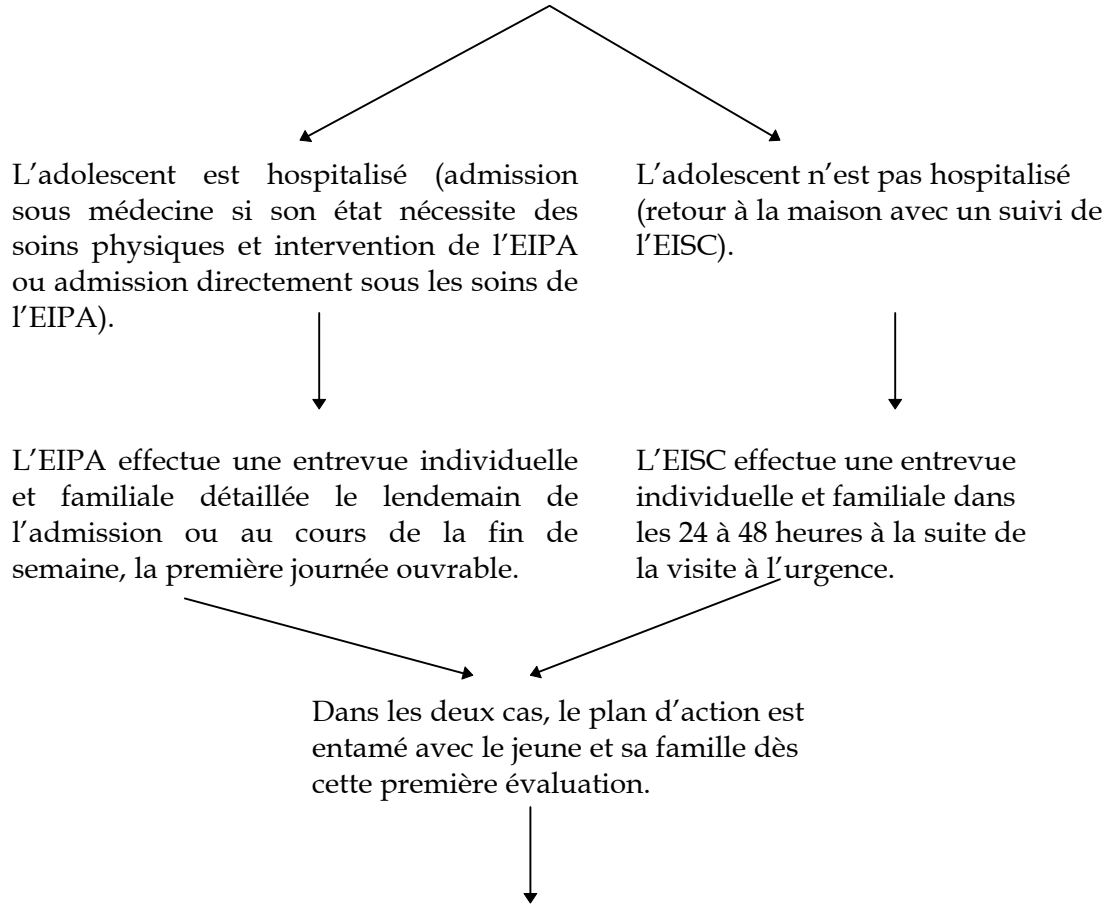 L’adolescent est hospitalisé (admission
sous médecine si son état nécessite des
soins physiques et intervention de l’EIPA
ou admission directement sous les soins de
l’EIPA).
L’adolescent n’est pas hospitalisé
(retour à la maison avec un suivi de
l’EISC).
L’EIPA effectue une entrevue individuelle
et familiale détaillée le lendemain de
l’admission ou au cours de la fin de
semaine, la première journée ouvrable.
L’EISC effectue une entrevue
individuelle et familiale dans
les 24 à 48 heures à la suite de
la visite à l’urgence.
Dans les deux cas, le plan d’action est
entamé avec le jeune et sa famille dès
cette première évaluation.